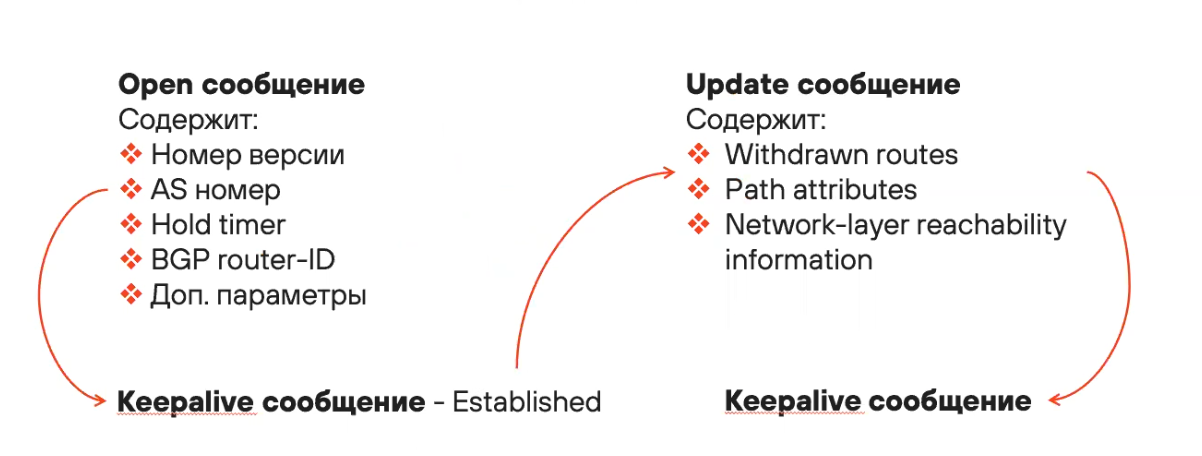 Open сообщение
Содержит:
Номер версии
AS номер
Hold timer
BGP router-ID
Доп. параметры
Keepalive сообщение - Established
Update сообщение
Содержит:
Withdrawn routes
Path attributes
Network-layer reachability
information
Keepalive сообщение